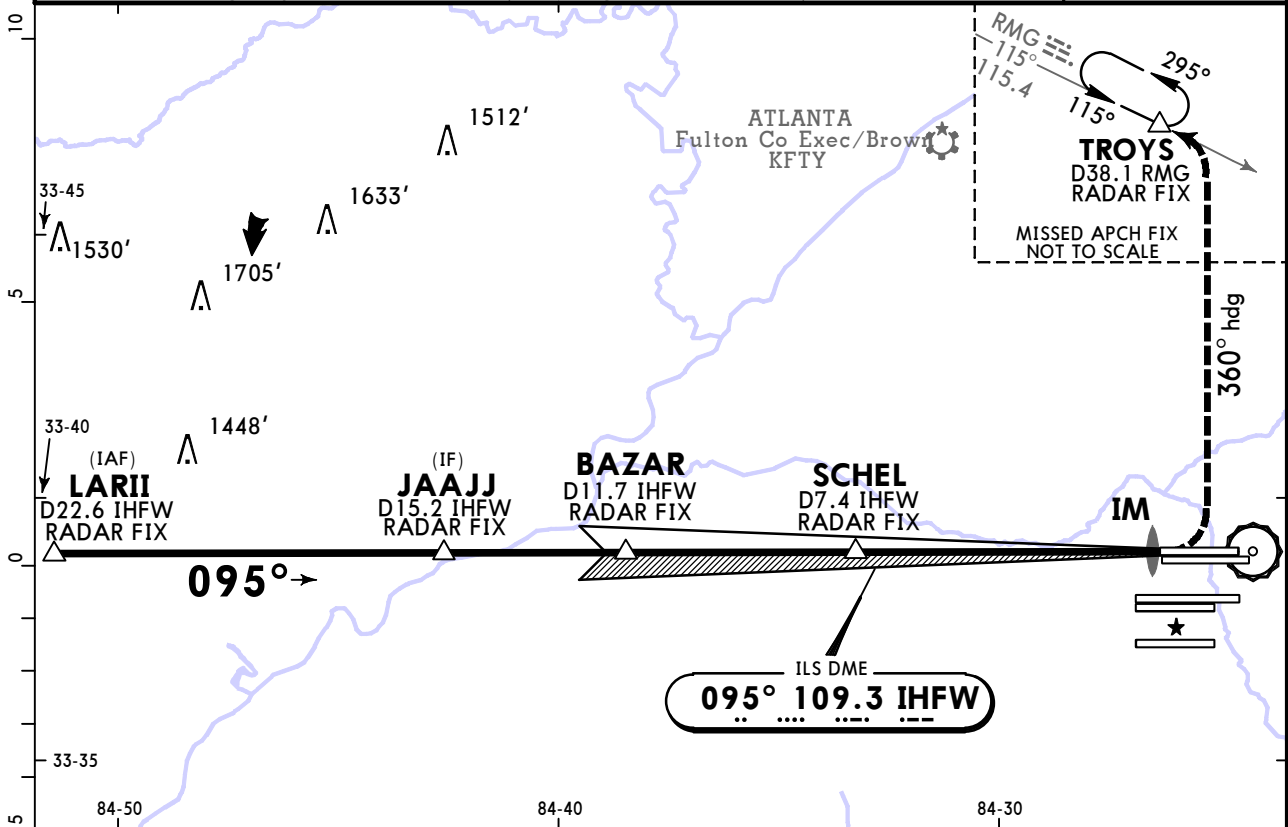 10
5
0
5
RMG
115°
115.4
295°
115°
TROYS
D38.1 RMG
RADAR FIX
MISSED APCH FIX
NOT TO SCALE
ATLANTA
Fulton Co Exec/Brown
KFTY
1512'
1633'
33-45
1530'
1705'
360° hdg
33-40
1448'
(IAF)
LARII
D22.6 IHFW
RADAR FIX
(IF)
JAAJJ
D15.2 IHFW
RADAR FIX
BAZAR
D11.7 IHFW
RADAR FIX
SCHEL
D7.4 IHFW
RADAR FIX
IM
095°
ILS DME
095° 109.3 IHFW
33-35
84-50
84-40
84-30